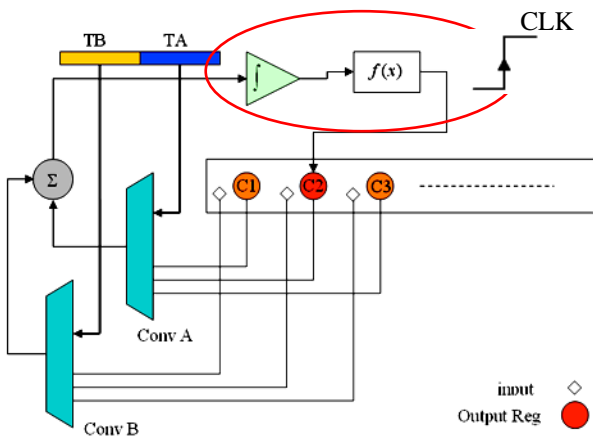 CLK
TB TA
∫
f(x)
Σ
C1 C2 C3
Conv A
Conv B
input
Output Reg